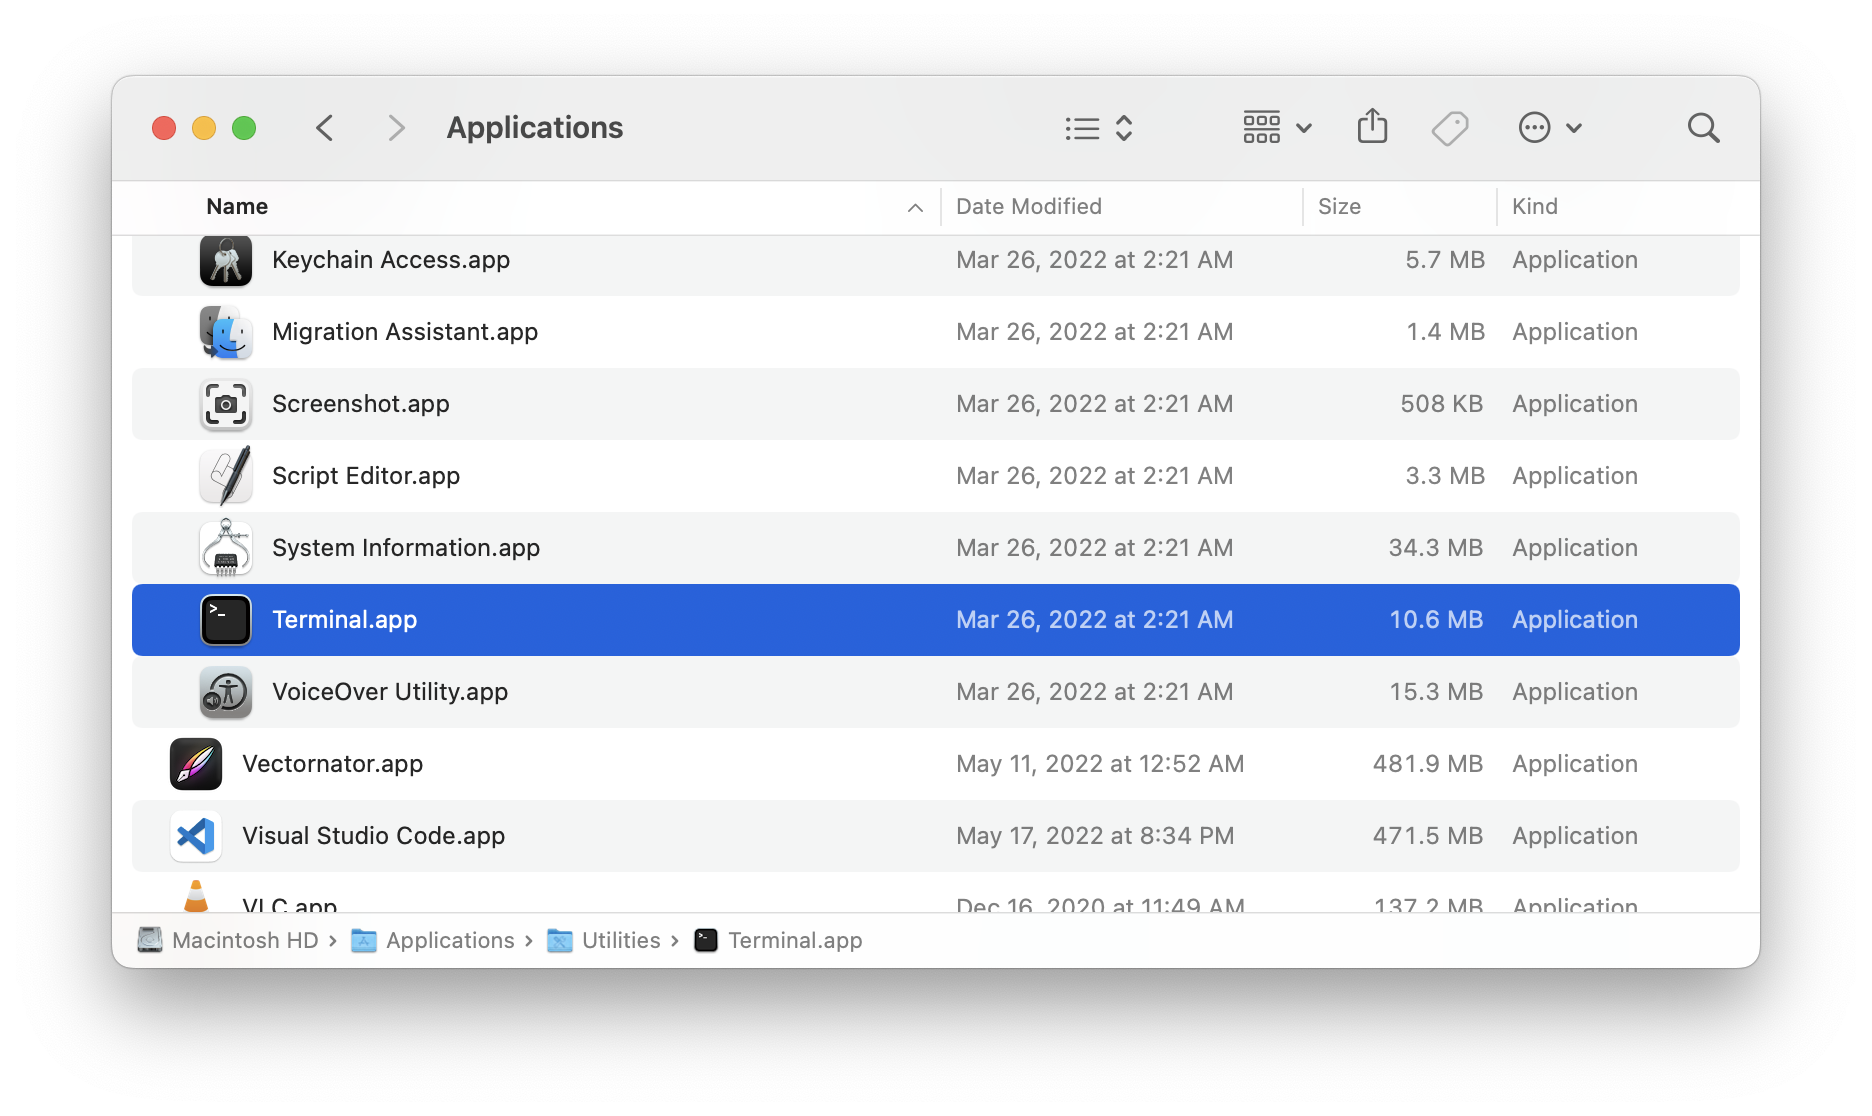 Applications
Name Date Modified Size Kind
Keychain Access.app Mar 26, 2022 at 2:21 AM 5.7 MB Application
Migration Assistant.app Mar 26, 2022 at 2:21 AM 1.4 MB Application
Screenshot.app Mar 26, 2022 at 2:21 AM 508 KB Application
Script Editor.app Mar 26, 2022 at 2:21 AM 3.3 MB Application
System Information.app Mar 26, 2022 at 2:21 AM 34.3 MB Application
Terminal.app Mar 26, 2022 at 2:21 AM 10.6 MB Application
VoiceOver Utility.app Mar 26, 2022 at 2:21 AM 15.3 MB Application
Vectornator.app May 11, 2022 at 12:52 AM 481.9 MB Application
Visual Studio Code.app May 17, 2022 at 8:34 PM 471.5 MB Application
VLC.app Dec 16, 2020 at 11:49 AM 137.2 MB Application
Macintosh HD › Applications › Utilities › Terminal.app